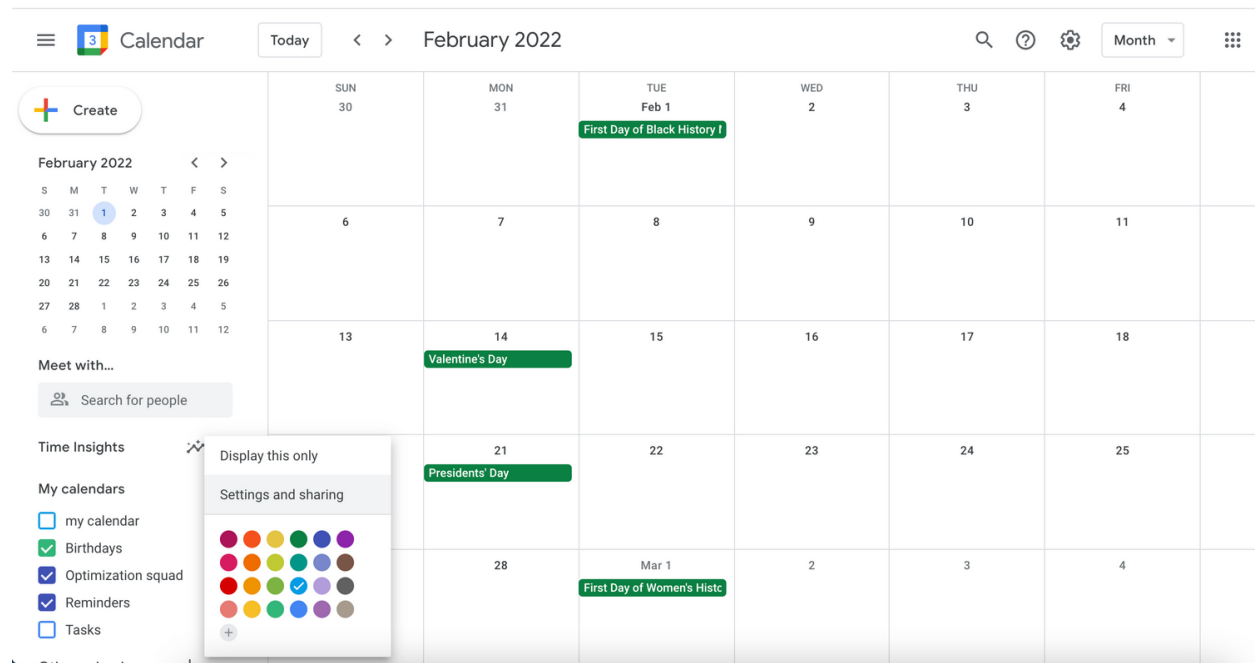 3 Calendar Today < > February 2022 Month
Create
SUN MON TUE WED THU FRI
30 31 Feb 1 2 3 4
First Day of Black History
February 2022 < >
S M T W T F S
30 31 1 2 3 4 5
6 7 8 9 10 11 12
13 14 15 16 17 18 19
20 21 22 23 24 25 26
27 28 1 2 3 4 5
6 7 8 9 10 11 12
6 7 8 9 10 11
13 14 15 16 17 18
Valentine's Day
Meet with...
Search for people
Time Insights
My calendars
my calendar
Birthdays
Optimization squad
Reminders
Tasks
Display this only
Settings and sharing
+
21 22 23 24 25
Presidents' Day
28 Mar 1 2 3 4
First Day of Women's Histo